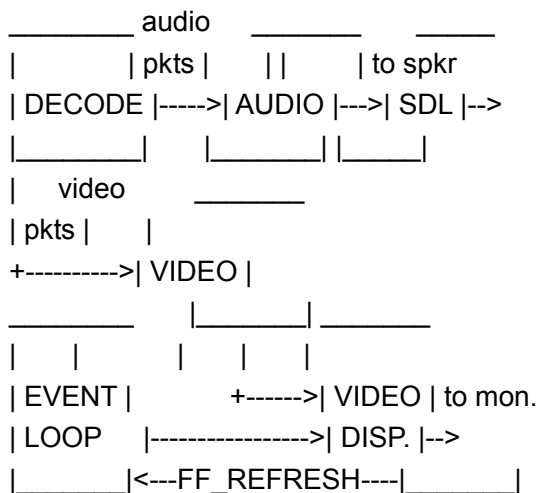 ________ audio _______ _____
| | pkts | | | | to spkr
| DECODE |----->| AUDIO |--->| SDL |-->
|________| |_______| |_____|
| video _______
| pkts | |
+---------->| VIDEO |
________ |_______| _______
| | | | |
| EVENT | +------>| VIDEO | to mon.
| LOOP |----------------->| DISP. |-->
|_______|<---FF_REFRESH----|_______|